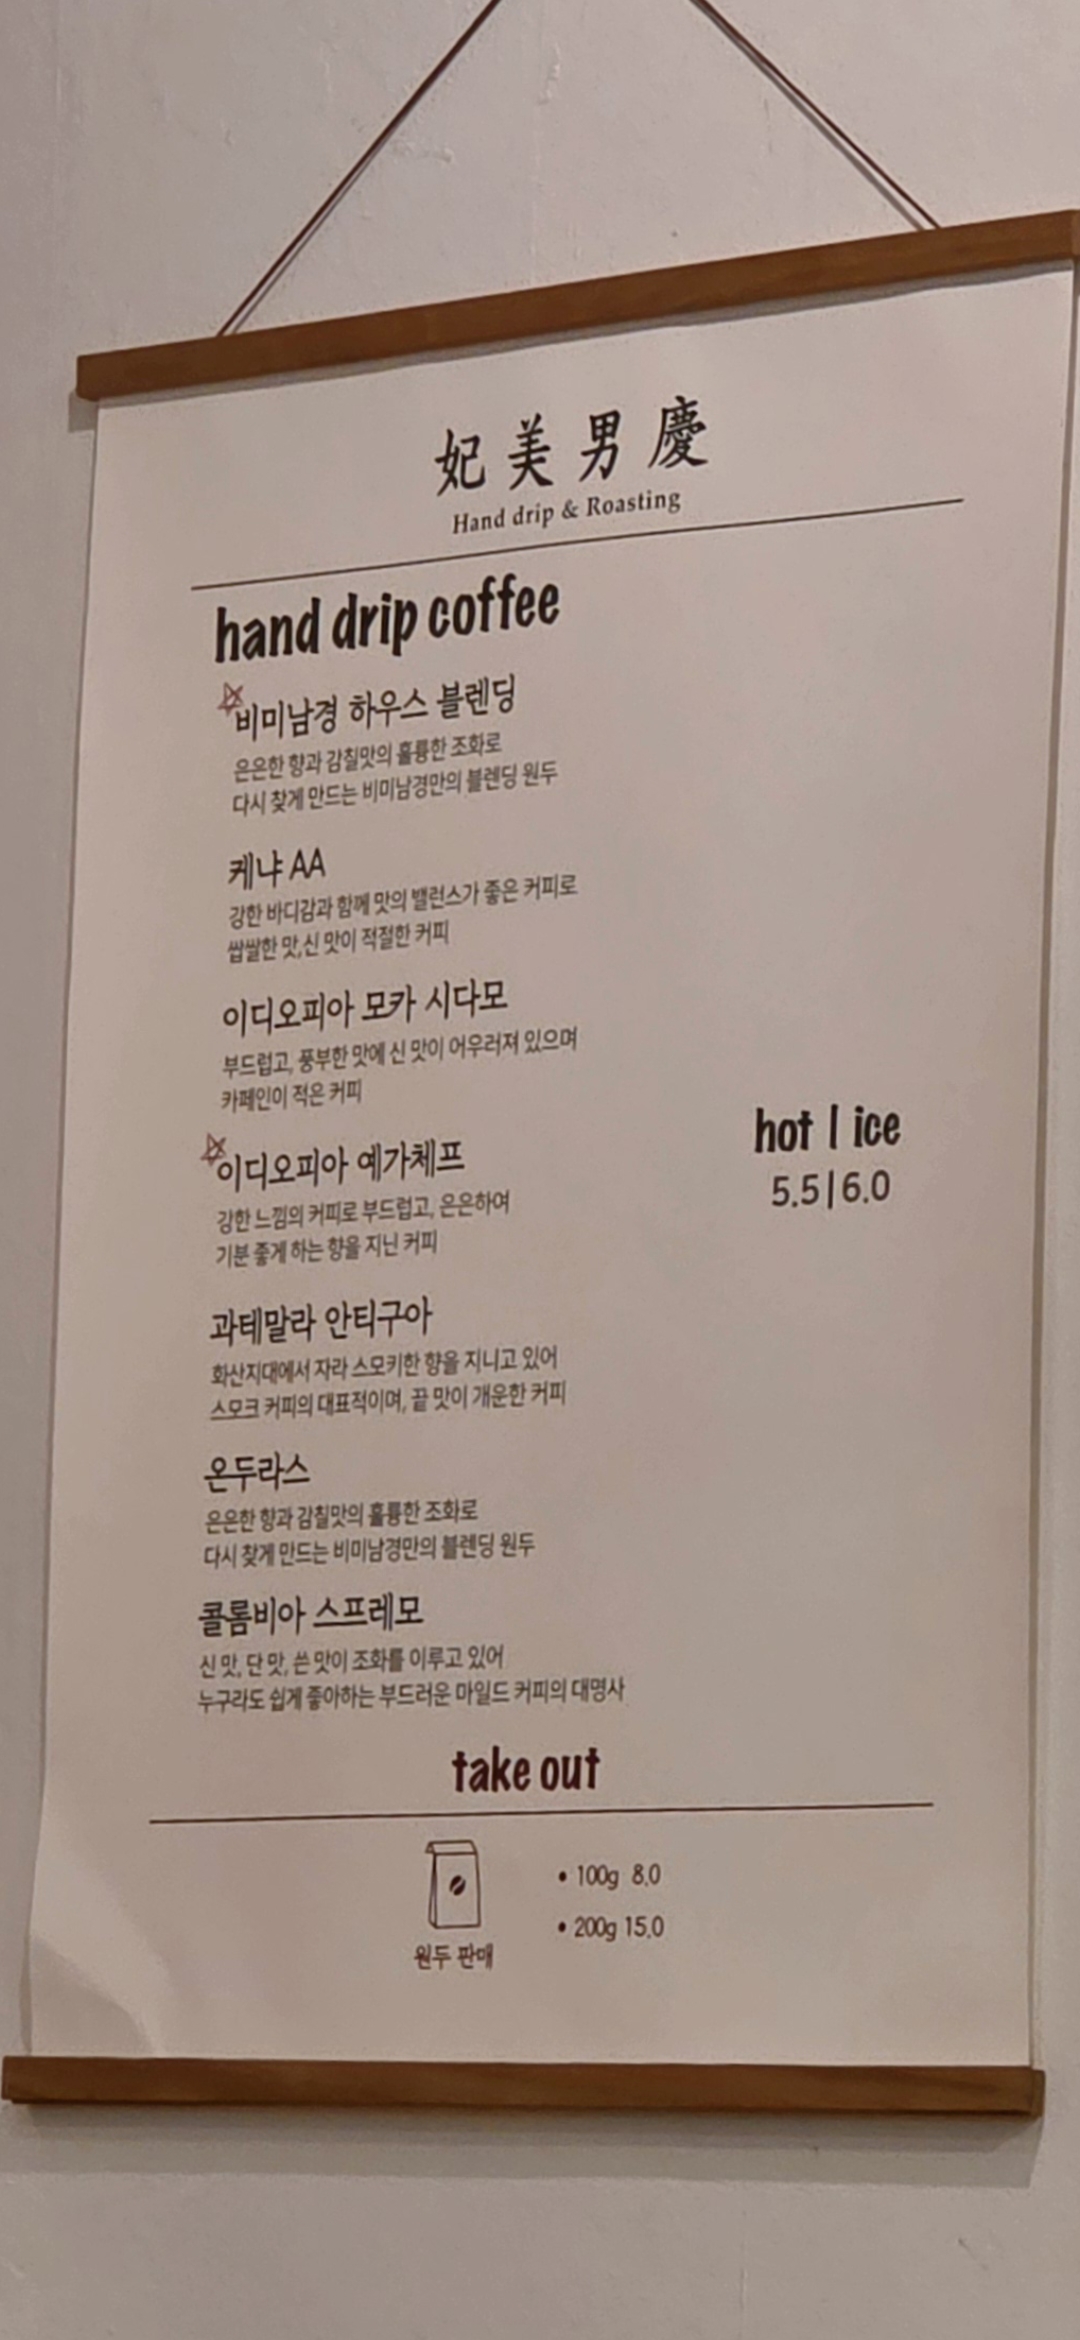 妃美男慶
Hand drip & Roasting
hand drip coffee
비미남경 하우스 블렌딩
은은한 향과 감칠맛의 훌륭한 조화로
다시 찾게 만드는 비미남경만의 블렌딩 원두
케냐 AA
강한 바디감과 함께 맛의 밸런스가 좋은 커피로
쌉쌀한 맛,신 맛이 적절한 커피
이디오피아 모카 시다모
부드럽고, 풍부한 맛에 신 맛이 어우러져 있으며
카페인이 적은 커피
이디오피아 예가체프
강한 느낌의 커피로 부드럽고, 은은하여
기분 좋게 하는 향을 지닌 커피
hot | ice
5.5|6.0
과테말라 안티구아
화산지대에서 자라 스모키한 향을 지니고 있어
스모크 커피의 대표적이며, 끝 맛이 개운한 커피
온두라스
은은한 향과 감칠맛의 훌륭한 조화로
다시 찾게 만드는 비미남경만의 블렌딩 원두
콜롬비아 스프레모
신 맛, 단 맛, 쓴 맛이 조화를 이루고 있어
누구라도 쉽게 좋아하는 부드러운 마일드 커피의 대명사
take out
• 100g 8.0
• 200g 15.0
원두 판매